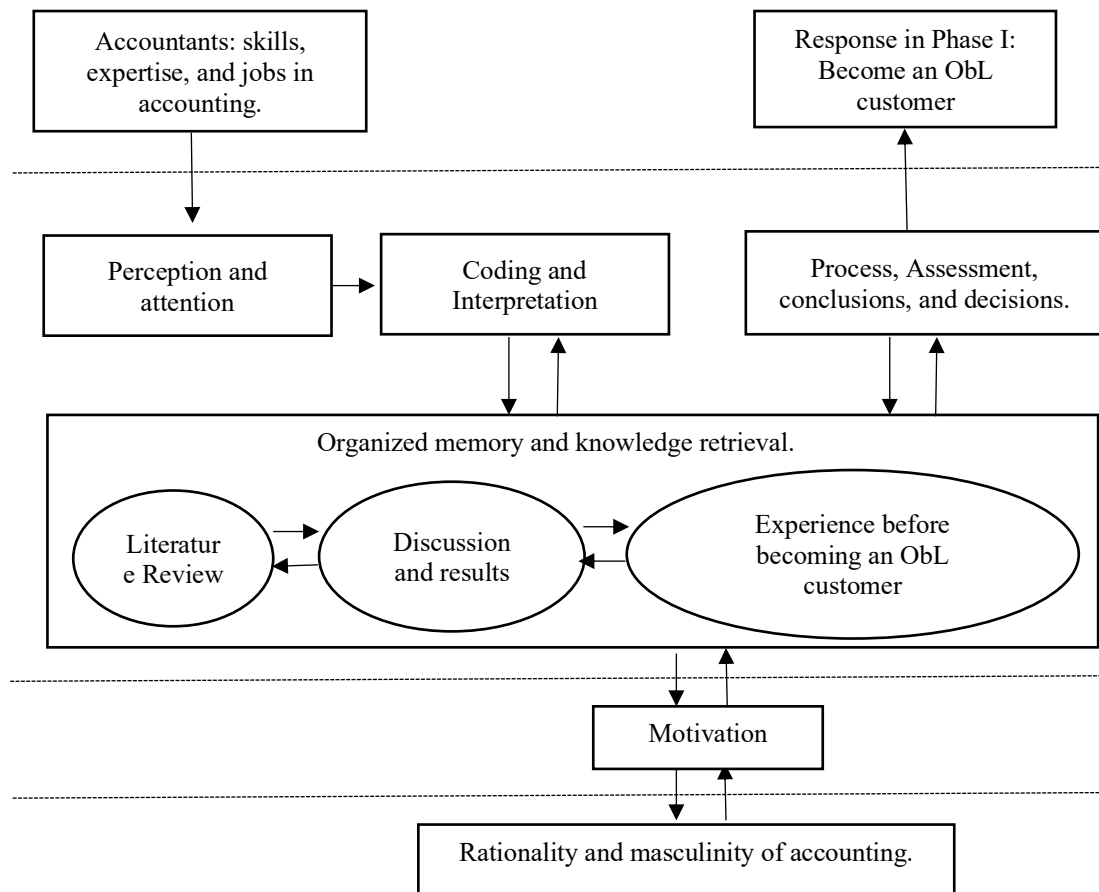 Accountants: skills,
expertise, and jobs in
accounting.
Response in Phase I:
Become an ObL
customer
Perception and
attention
Coding and
Interpretation
Process, Assessment,
conclusions, and decisions.
Organized memory and knowledge retrieval.
Literatur
e Review
Discussion
and results
Experience before
becoming an ObL
customer
Motivation
Rationality and masculinity of accounting.